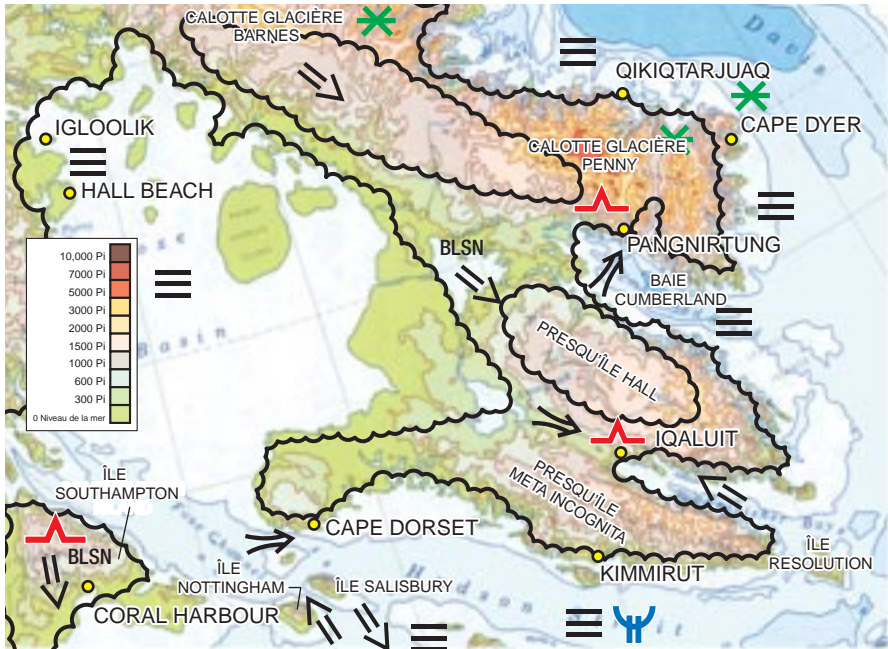 CALOTTE GLACIÈRE
BARNES
Davis
QIKIQTARJUAQ
IGLOOLIK
CALOTTE GLACIÈRE
PENNY
CAPE DYER
HALL BEACH
PANGNIRTUNG
BLSN
BAIE
CUMBERLAND
10,000 Pi
7000 Pi
5000 Pi
3000 Pi
2000 Pi
1500 Pi
1000 Pi
600 Pi
300 Pi
0 Niveau de la mer
Basin
PRESQU'ÎLE HALL
IQALUIT
PRESQU'ÎLE
META INCOGNITA
ÎLE
SOUTHAMPTON
BLSN
CAPE DORSET
ÎLE
RESOLUTION
ÎLE
NOTTINGHAM
ÎLE SALISBURY
KIMMIRUT
CORAL HARBOUR
Hudson